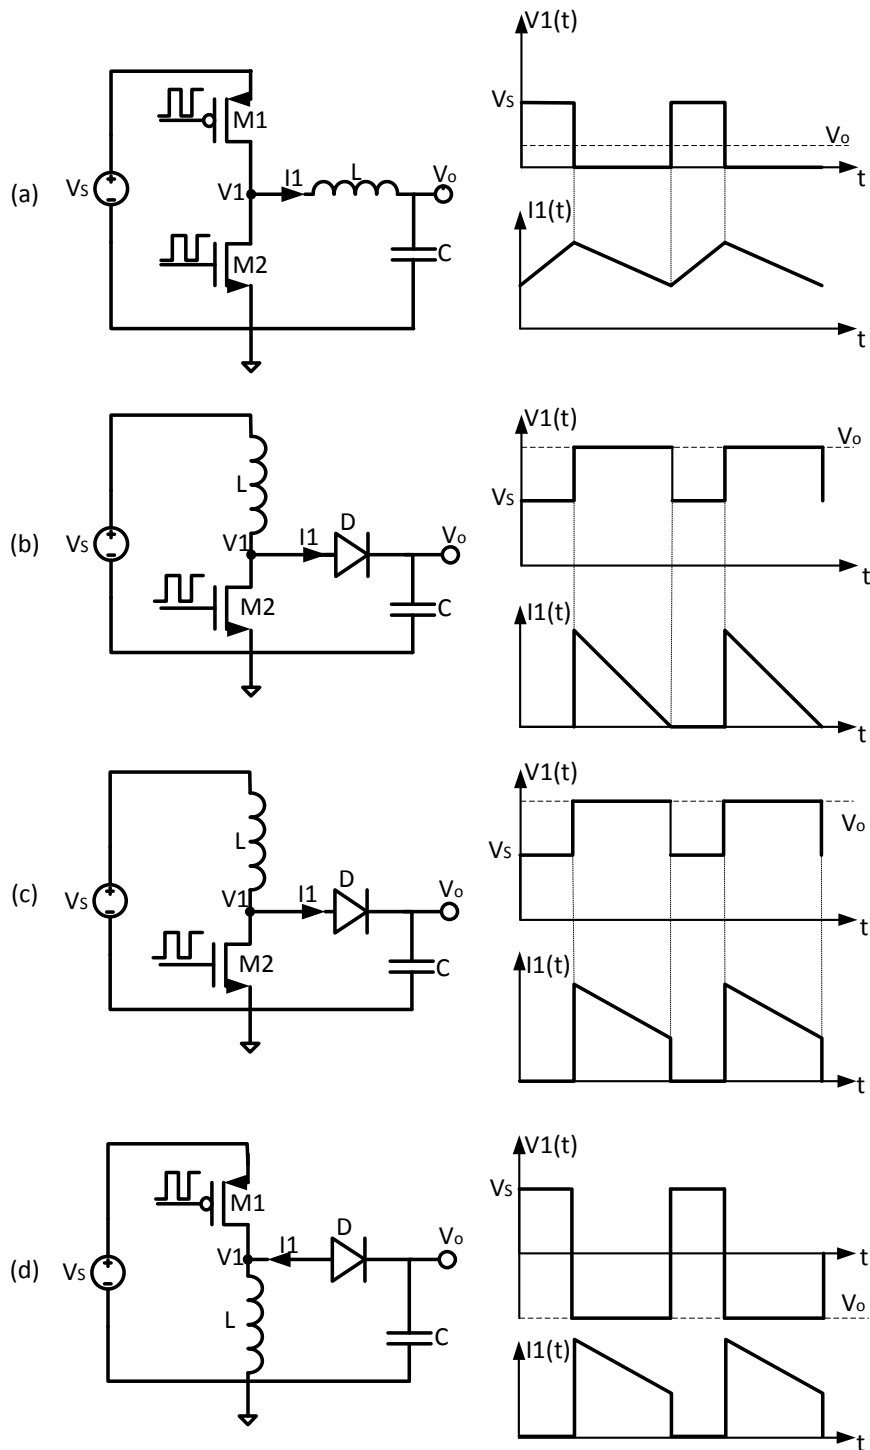 V1(t)
Vs
Vo
t
(a)
Vs
+
−
M1
V1
I1
L
Vo
M2
C
I1(t)
t
V1(t)
Vo
Vs
t
(b)
Vs
+
−
L
V1
I1
D
Vo
M2
C
I1(t)
t
V1(t)
Vo
Vs
t
(c)
Vs
+
−
L
V1
I1
D
Vo
M2
C
I1(t)
t
V1(t)
Vs
t
Vo
(d)
Vs
+
−
M1
V1
I1
D
Vo
L
C
I1(t)
t